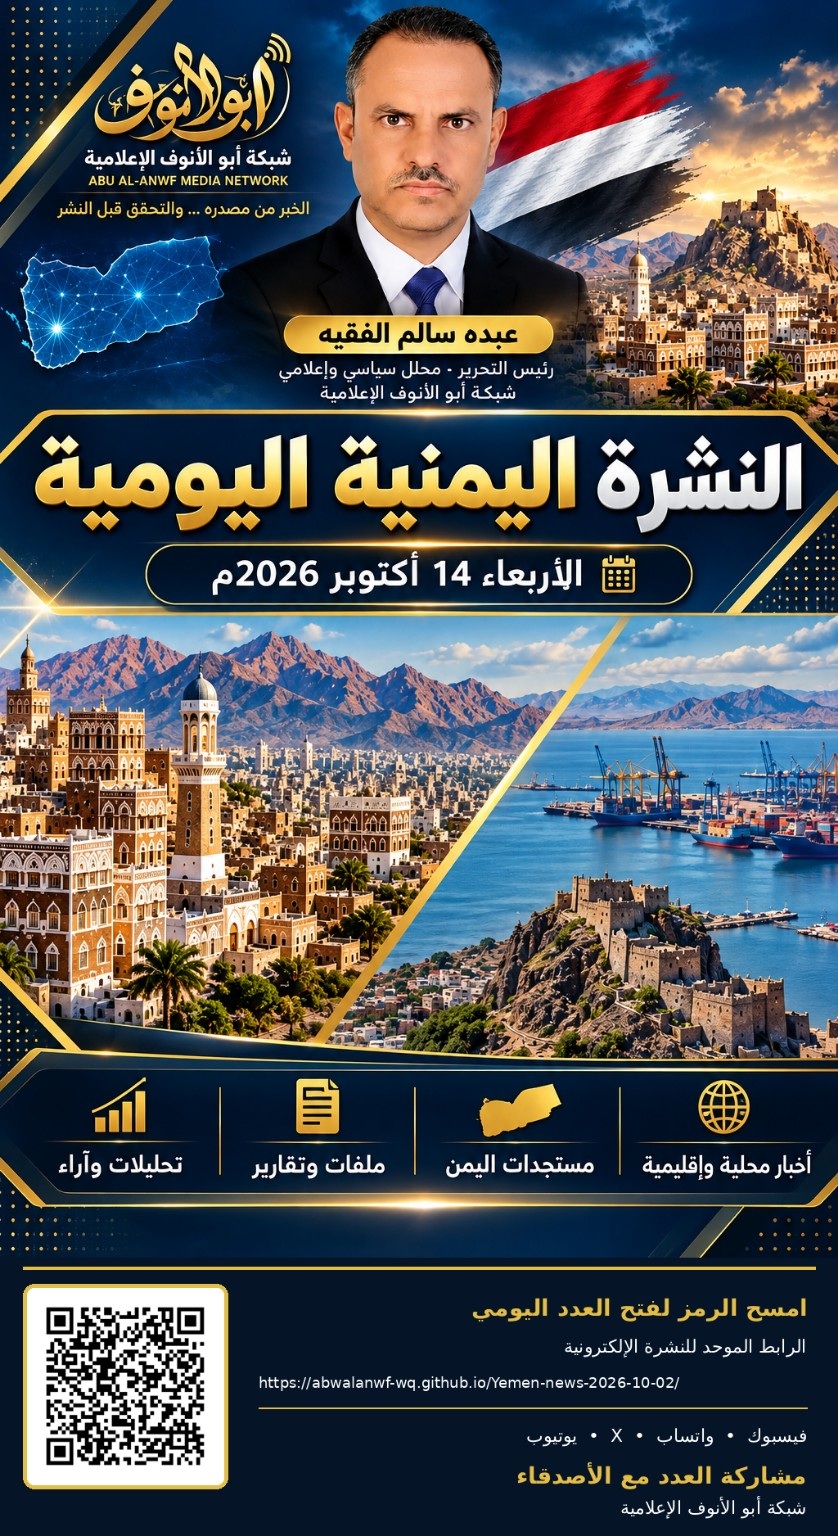 أبو الأنوف
شبكة أبو الأنوف الإعلامية
ABU AL-ANWF MEDIA NETWORK
الخبر من مصدره ... والتحقق قبل النشر
عبده سالم الفقيه
رئيس التحرير - محلل سياسي وإعلامي
شبكة أبو الأنوف الإعلامية
النشرة اليمنية اليومية
الأربعاء 14 أكتوبر 2026م
أخبار محلية وإقليمية
مستجدات اليمن
ملفات وتقارير
تحليلات وآراء
امسح الرمز لفتح العدد اليومي
الرابط الموحد للنشرة الإلكترونية
https://abwalanwf-wq.github.io/Yemen-news-2026-10-02/
فيسبوك • واتساب • X • يوتيوب
مشاركة العدد مع الأصدقاء
شبكة أبو الأنوف الإعلامية